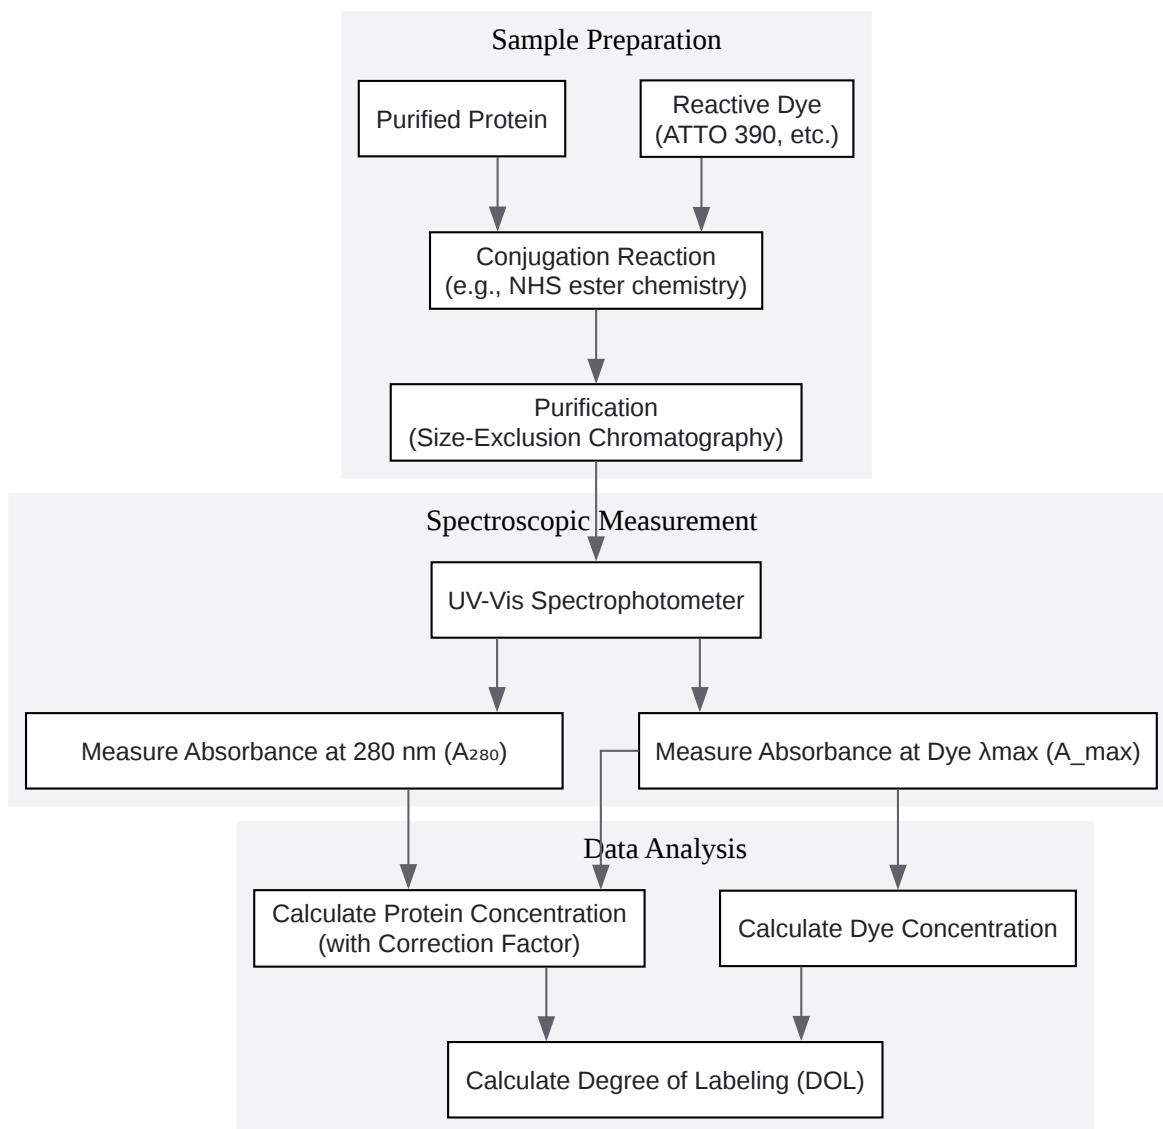 Sample Preparation
Purified Protein
Reactive Dye
(ATTO 390, etc.)
Conjugation Reaction
(e.g., NHS ester chemistry)
Purification
(Size-Exclusion Chromatography)
Spectroscopic Measurement
UV-Vis Spectrophotometer
Measure Absorbance at 280 nm (A₂₈₀)
Measure Absorbance at Dye λmax (A_max)
Data Analysis
Calculate Protein Concentration
(with Correction Factor)
Calculate Dye Concentration
Calculate Degree of Labeling (DOL)